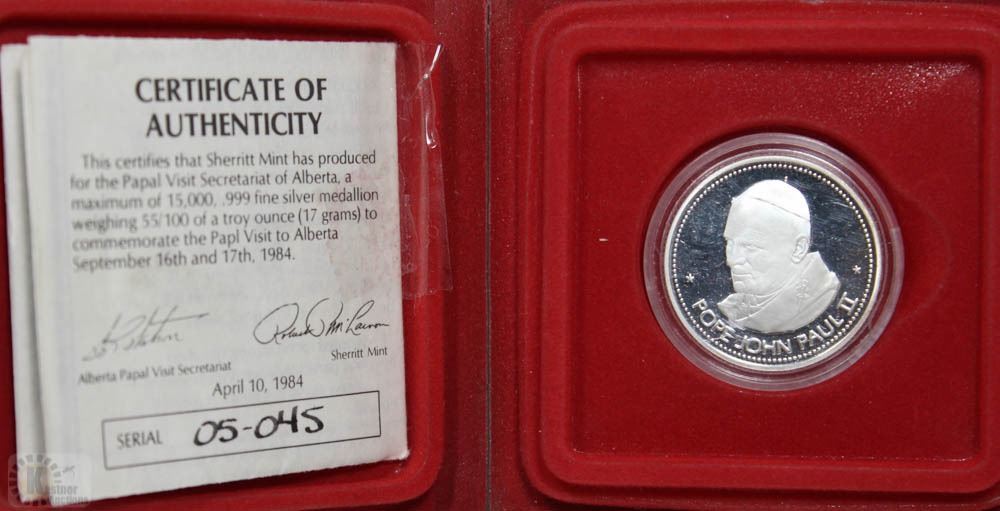 CERTIFICATE OF
AUTHENTICITY
This certifies that Sherritt Mint has produced
for the Papal Visit Secretariat of Alberta, a
maximum of 15,000, .999 fine silver medallion
weighing 55/100 of a troy ounce (17 grams) to
commemorate the Papl Visit to Alberta
September 16th and 17th, 1984.
Alberta Papal Visit Secretariat
Sherritt Mint
April 10, 1984
SERIAL 05-045
* POPE JOHN PAUL II *
Kastnor
Auctions